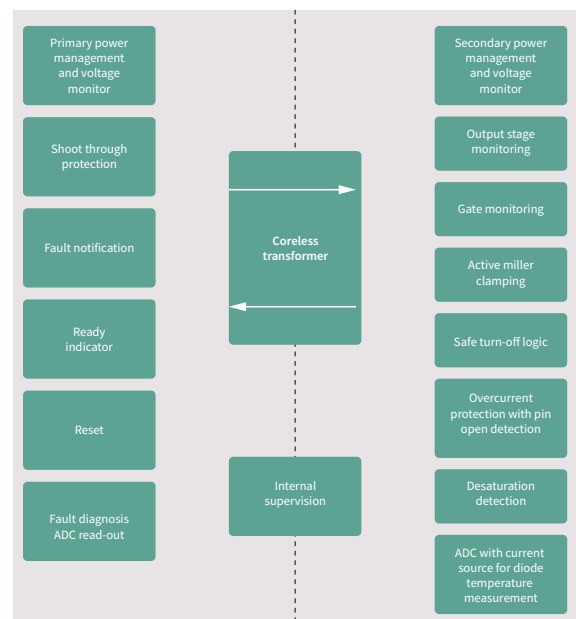 Primary power
management
and voltage
monitor
Shoot through
protection
Fault notification
Ready
indicator
Reset
Fault diagnosis
ADC read-out
Coreless
transformer
Internal
supervision
Secondary power
management
and voltage
monitor
Output stage
monitoring
Gate monitoring
Active miller
clamping
Safe turn-off logic
Overcurrent
protection with pin
open detection
Desaturation
detection
ADC with current
source for diode
temperature
measurement